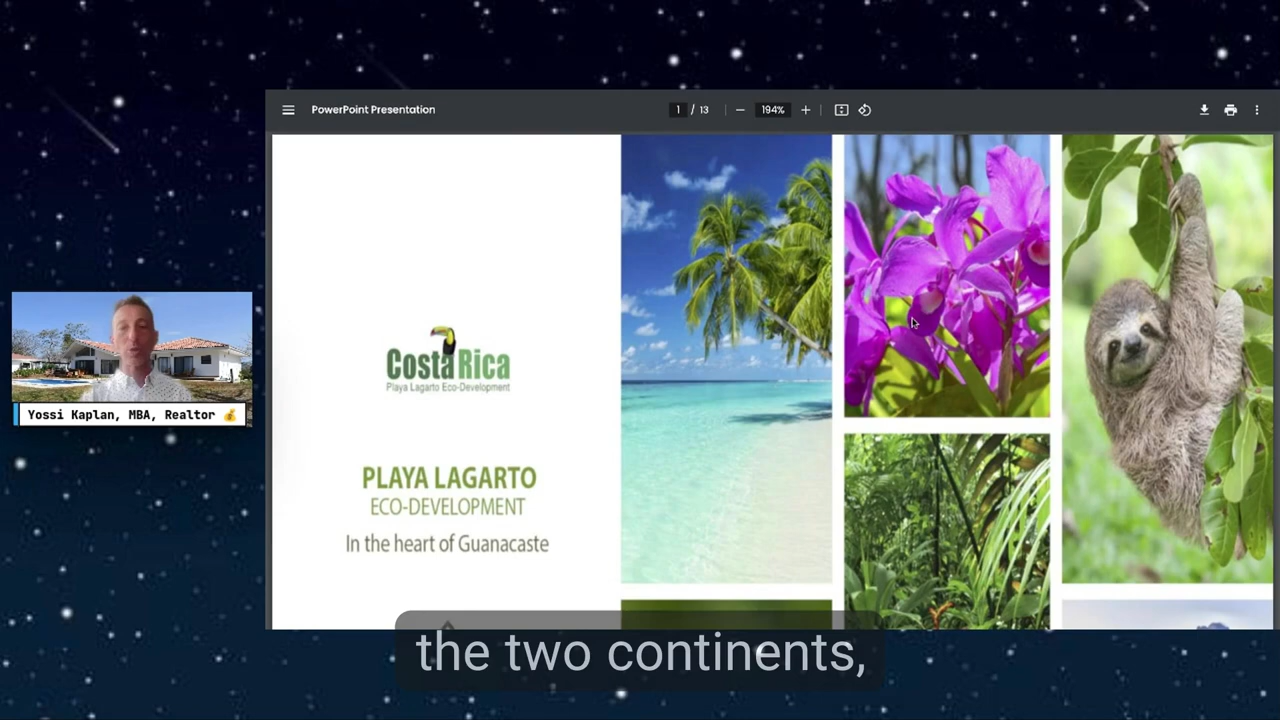 PowerPoint Presentation
1 / 13
194%
Costa Rica
Playa Lagarto Eco-Development
PLAYA LAGARTO
ECO-DEVELOPMENT
In the heart of Guanacaste
Yossi Kaplan, MBA, Realtor 💰
the two continents,